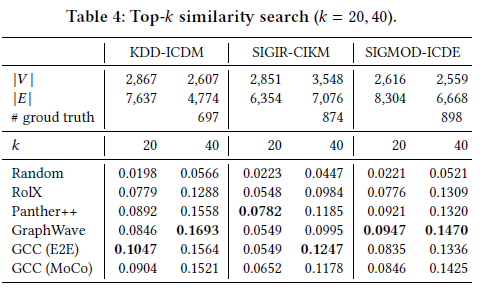 Table 4: Top-k similarity search (k = 20, 40).
KDD-ICDM SIGIR-CIKM SIGMOD-ICDE
|V| 2,867 2,607 2,851 3,548 2,616 2,559
|E| 7,637 4,774 6,354 7,076 8,304 6,668
# groud truth 697 874 898
k 20 40 20 40 20 40
Random 0.0198 0.0566 0.0223 0.0447 0.0221 0.0521
RolX 0.0779 0.1288 0.0548 0.0984 0.0776 0.1309
Panther++ 0.0892 0.1558 0.0782 0.1185 0.0921 0.1320
GraphWave 0.0846 0.1693 0.0549 0.0995 0.0947 0.1470
GCC (E2E) 0.1047 0.1564 0.0549 0.1247 0.0835 0.1336
GCC (MoCo) 0.0904 0.1521 0.0652 0.1178 0.0846 0.1425